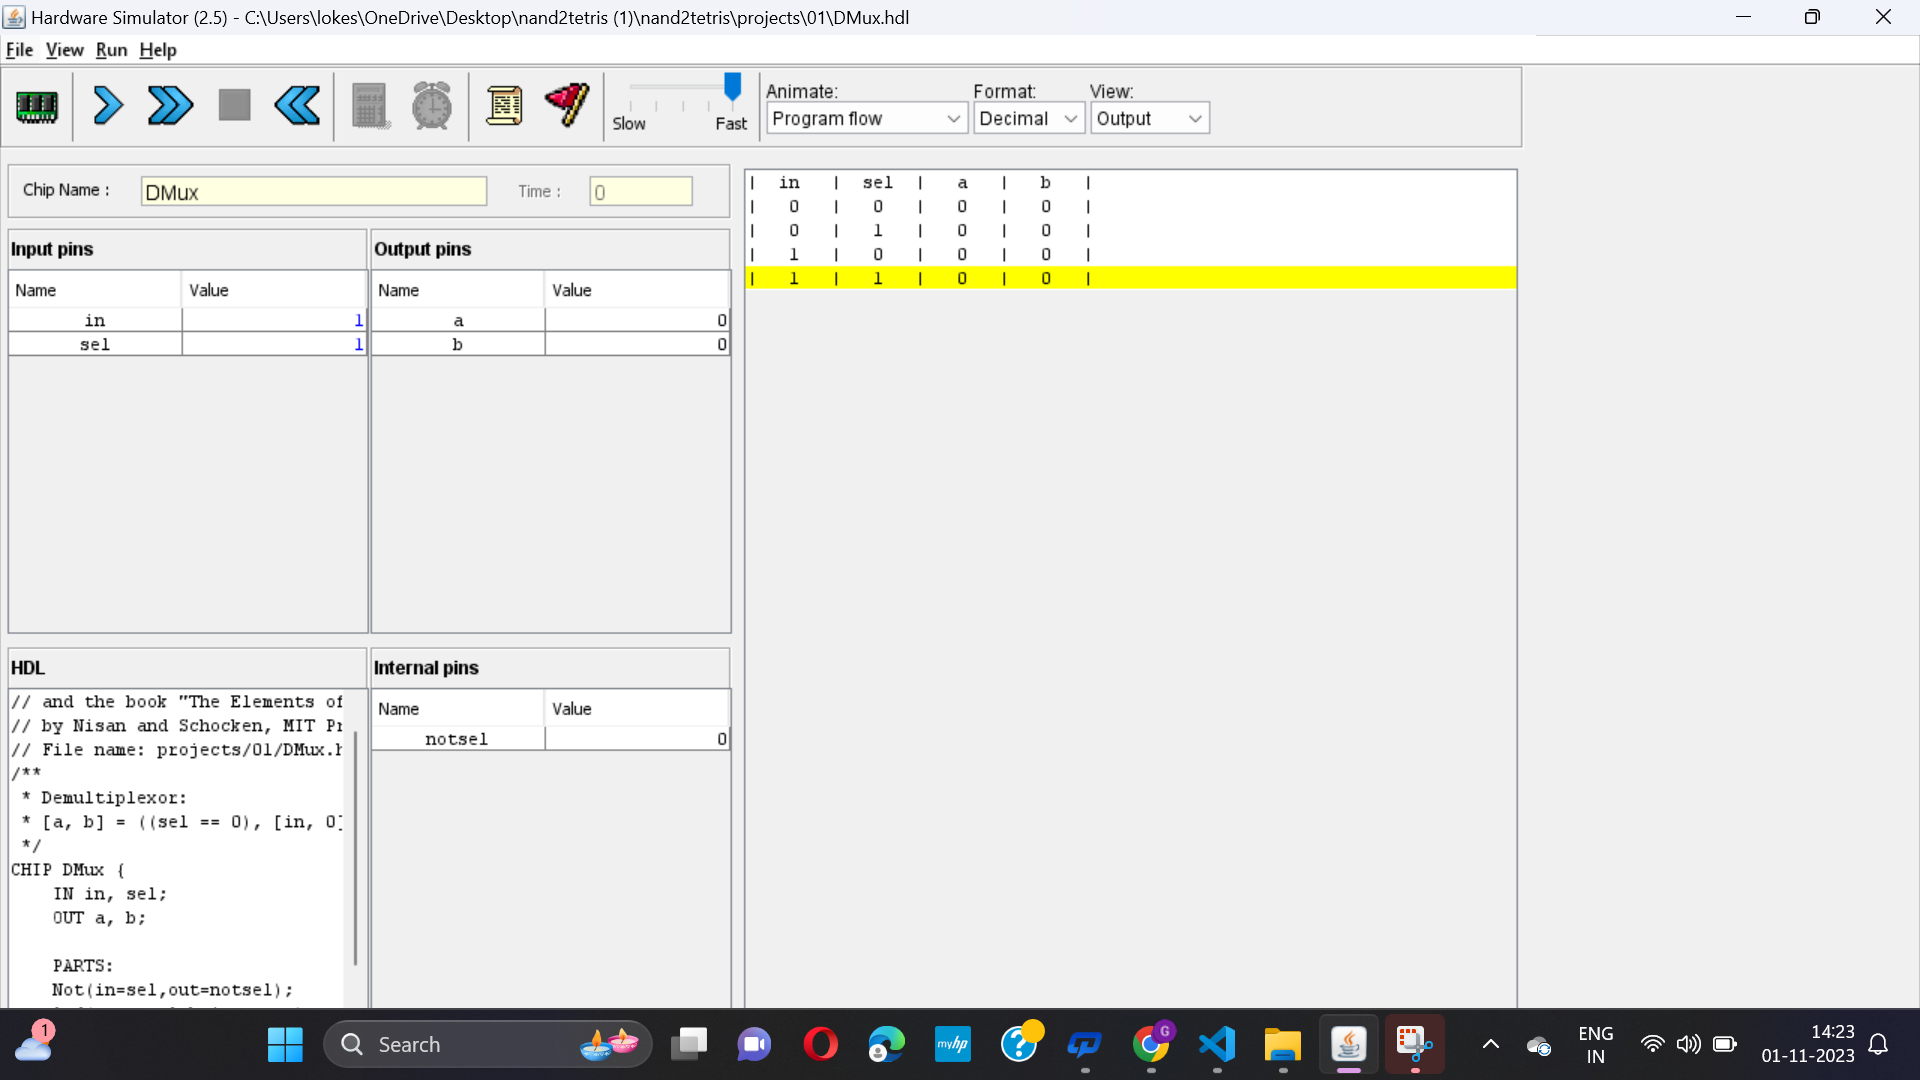 Hardware Simulator (2.5) - C:\Users\lokes\OneDrive\Desktop\nand2tetris (1)\nand2tetris\projects\01\DMux.hdl
File View Run Help
Slow Fast
Animate: Format: View:
Program flow Decimal Output
Chip Name : DMux Time : 0
Input pins
Name Value
in 1
sel 1
Output pins
Name Value
a 0
b 0
| in | sel | a | b |
| 0 | 0 | 0 | 0 |
| 0 | 1 | 0 | 0 |
| 1 | 0 | 0 | 0 |
| 1 | 1 | 0 | 0 |
HDL
// and the book "The Elements of
// by Nisan and Schocken, MIT Pr
// File name: projects/01/DMux.h
/**
* Demultiplexor:
* [a, b] = ((sel == 0), [in, 0]
*/
CHIP DMux {
IN in, sel;
OUT a, b;
PARTS:
Not(in=sel,out=notsel);
Internal pins
Name Value
notsel 0
1
Search
myhp
G
ENG
IN
14:23
01-11-2023